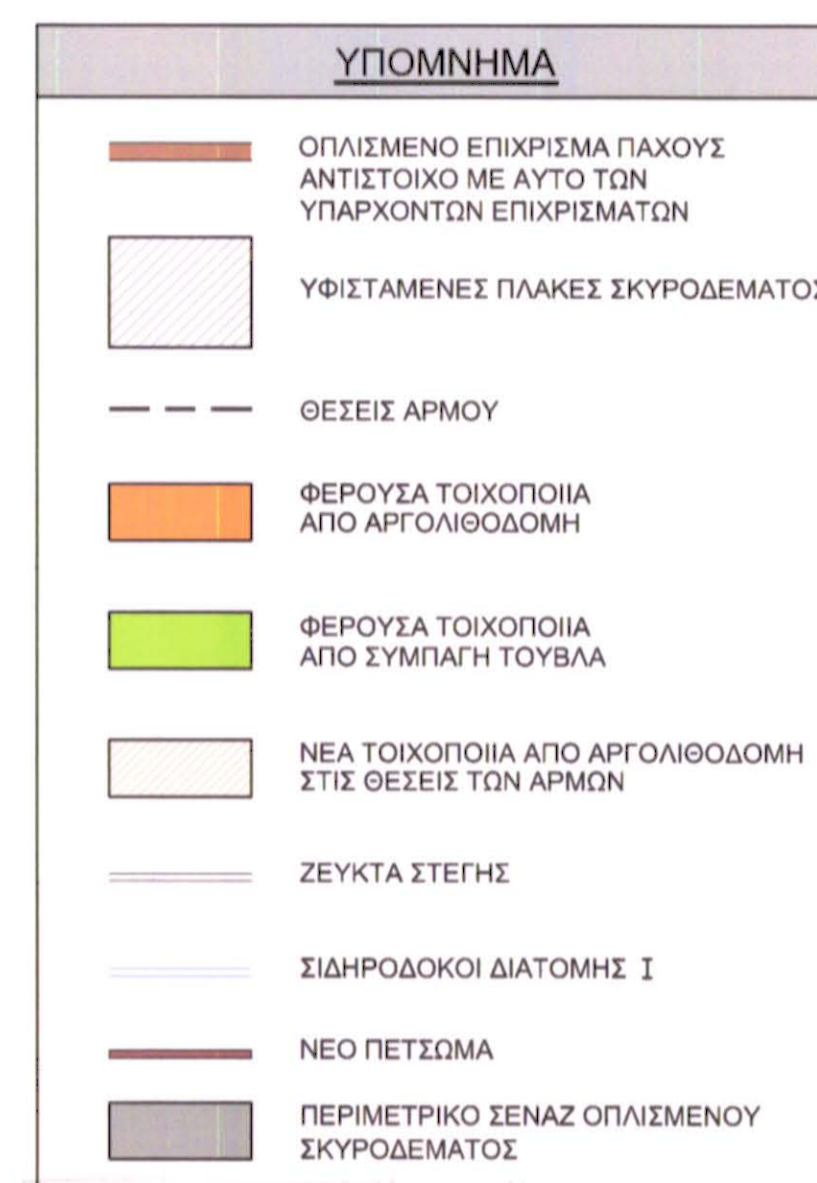 ΥΠΟΜΝΗΜΑ
ΟΠΛΙΣΜΕΝΟ ΕΠΙΧΡΙΣΜΑ ΠΑΧΟΥΣ
ΑΝΤΙΣΤΟΙΧΟ ΜΕ ΑΥΤΟ ΤΩΝ
ΥΠΑΡΧΟΝΤΩΝ ΕΠΙΧΡΙΣΜΑΤΩΝ
ΥΦΙΣΤΑΜΕΝΕΣ ΠΛΑΚΕΣ ΣΚΥΡΟΔΕΜΑΤΟΣ
ΘΕΣΕΙΣ ΑΡΜΟΥ
ΦΕΡΟΥΣΑ ΤΟΙΧΟΠΟΙΙΑ
ΑΠΟ ΑΡΓΟΛΙΘΟΔΟΜΗ
ΦΕΡΟΥΣΑ ΤΟΙΧΟΠΟΙΙΑ
ΑΠΟ ΣΥΜΠΑΓΗ ΤΟΥΒΛΑ
ΝΕΑ ΤΟΙΧΟΠΟΙΙΑ ΑΠΟ ΑΡΓΟΛΙΘΟΔΟΜΗ
ΣΤΙΣ ΘΕΣΕΙΣ ΤΩΝ ΑΡΜΩΝ
ΖΕΥΚΤΑ ΣΤΕΓΗΣ
ΣΙΔΗΡΟΔΟΚΟΙ ΔΙΑΤΟΜΗΣ I
ΝΕΟ ΠΕΤΣΩΜΑ
ΠΕΡΙΜΕΤΡΙΚΟ ΣΕΝΑΖ ΟΠΛΙΣΜΕΝΟΥ
ΣΚΥΡΟΔΕΜΑΤΟΣ